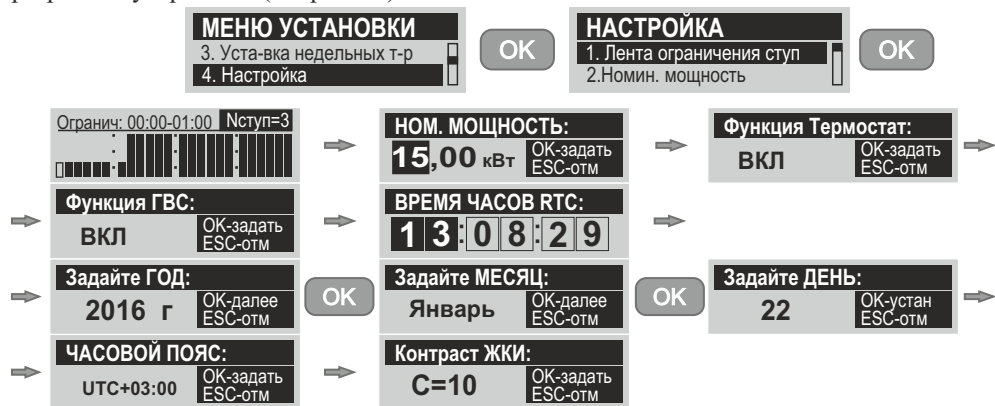 МЕНЮ УСТАНОВКИ
3. Уста-вка недельных т-р
4. Настройка
OK
НАСТРОЙКА
1. Лента ограничения ступ
2.Номин. мощность
OK
Огранич: 00:00-01:00 Nступ=3
НОМ. МОЩНОСТЬ:
15,00 кВт
OK-задать
ESC-отм
Функция Термостат:
ВКЛ
OK-задать
ESC-отм
Функция ГВС:
ВКЛ
OK-задать
ESC-отм
ВРЕМЯ ЧАСОВ RTC:
13:08:29
Задайте ГОД:
2016 г
OK-далее
ESC-отм
OK
Задайте МЕСЯЦ:
Январь
OK-далее
ESC-отм
OK
Задайте ДЕНЬ:
22
OK-устан
ESC-отм
ЧАСОВОЙ ПОЯС:
UTC+03:00
OK-задать
ESC-отм
Контраст ЖКИ:
C=10
OK-задать
ESC-отм